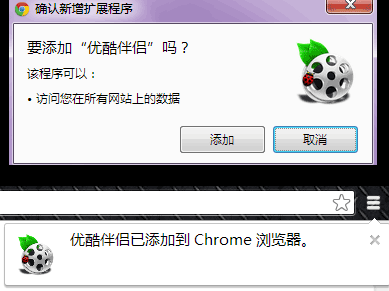 确认新增扩展程序
要添加“优酷伴侣”吗？
该程序可以：
• 访问您在所有网站上的数据
添加
取消
优酷伴侣已添加到 Chrome 浏览器。